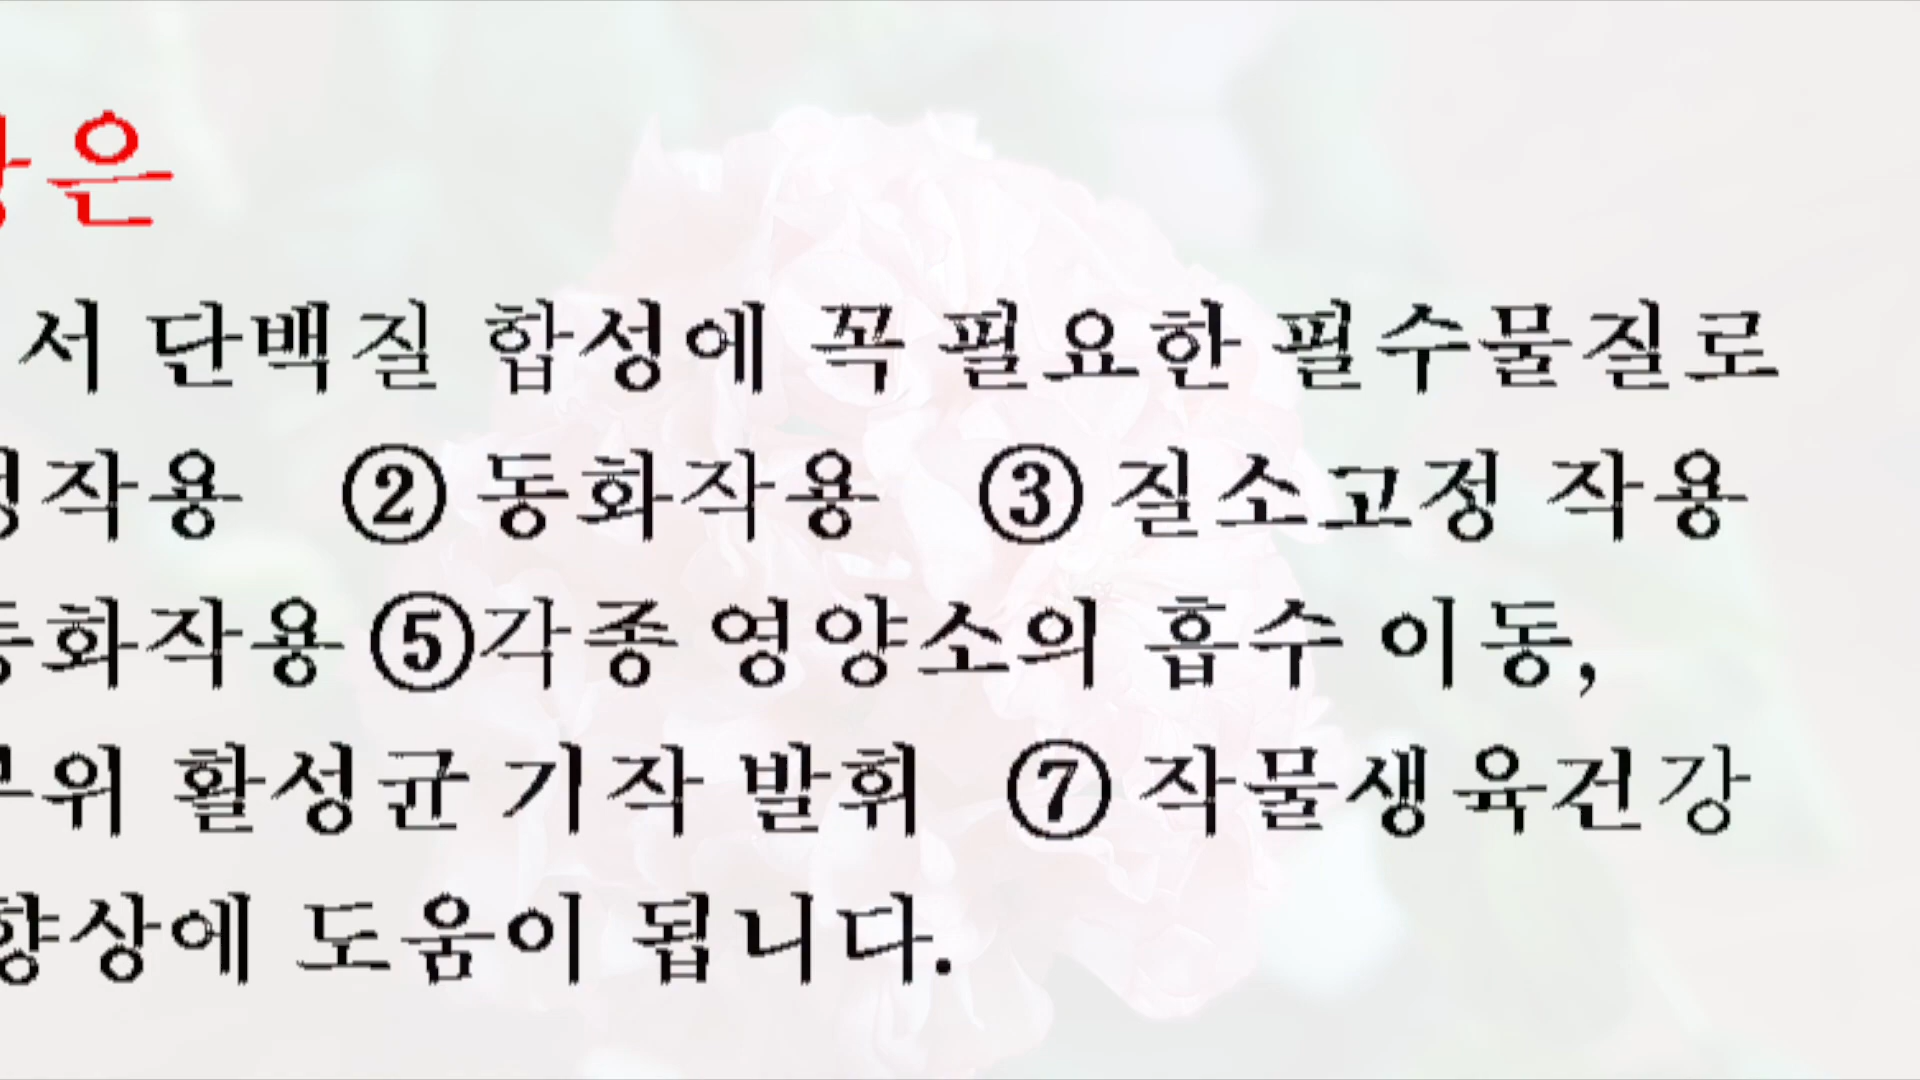 은
서 단백질 합성에 꼭 필요한 필수물질로
작용 ② 동화작용 ③ 질소고정 작용
화작용 ⑤각종 영양소의 흡수 이동,
위 활성균 기작 발휘 ⑦ 작물생육건강
향상에 도움이 됩니다.